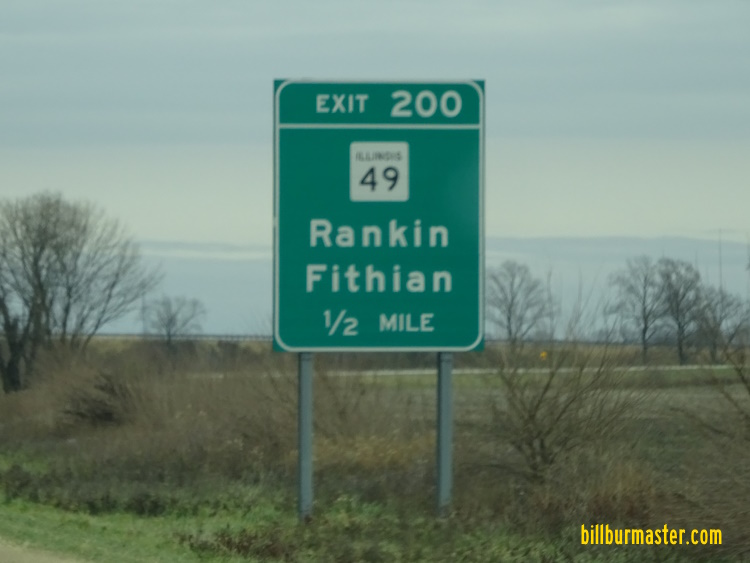 EXIT 200
ILLINOIS
49
Rankin
Fithian
1/2 MILE
billburmaster.com